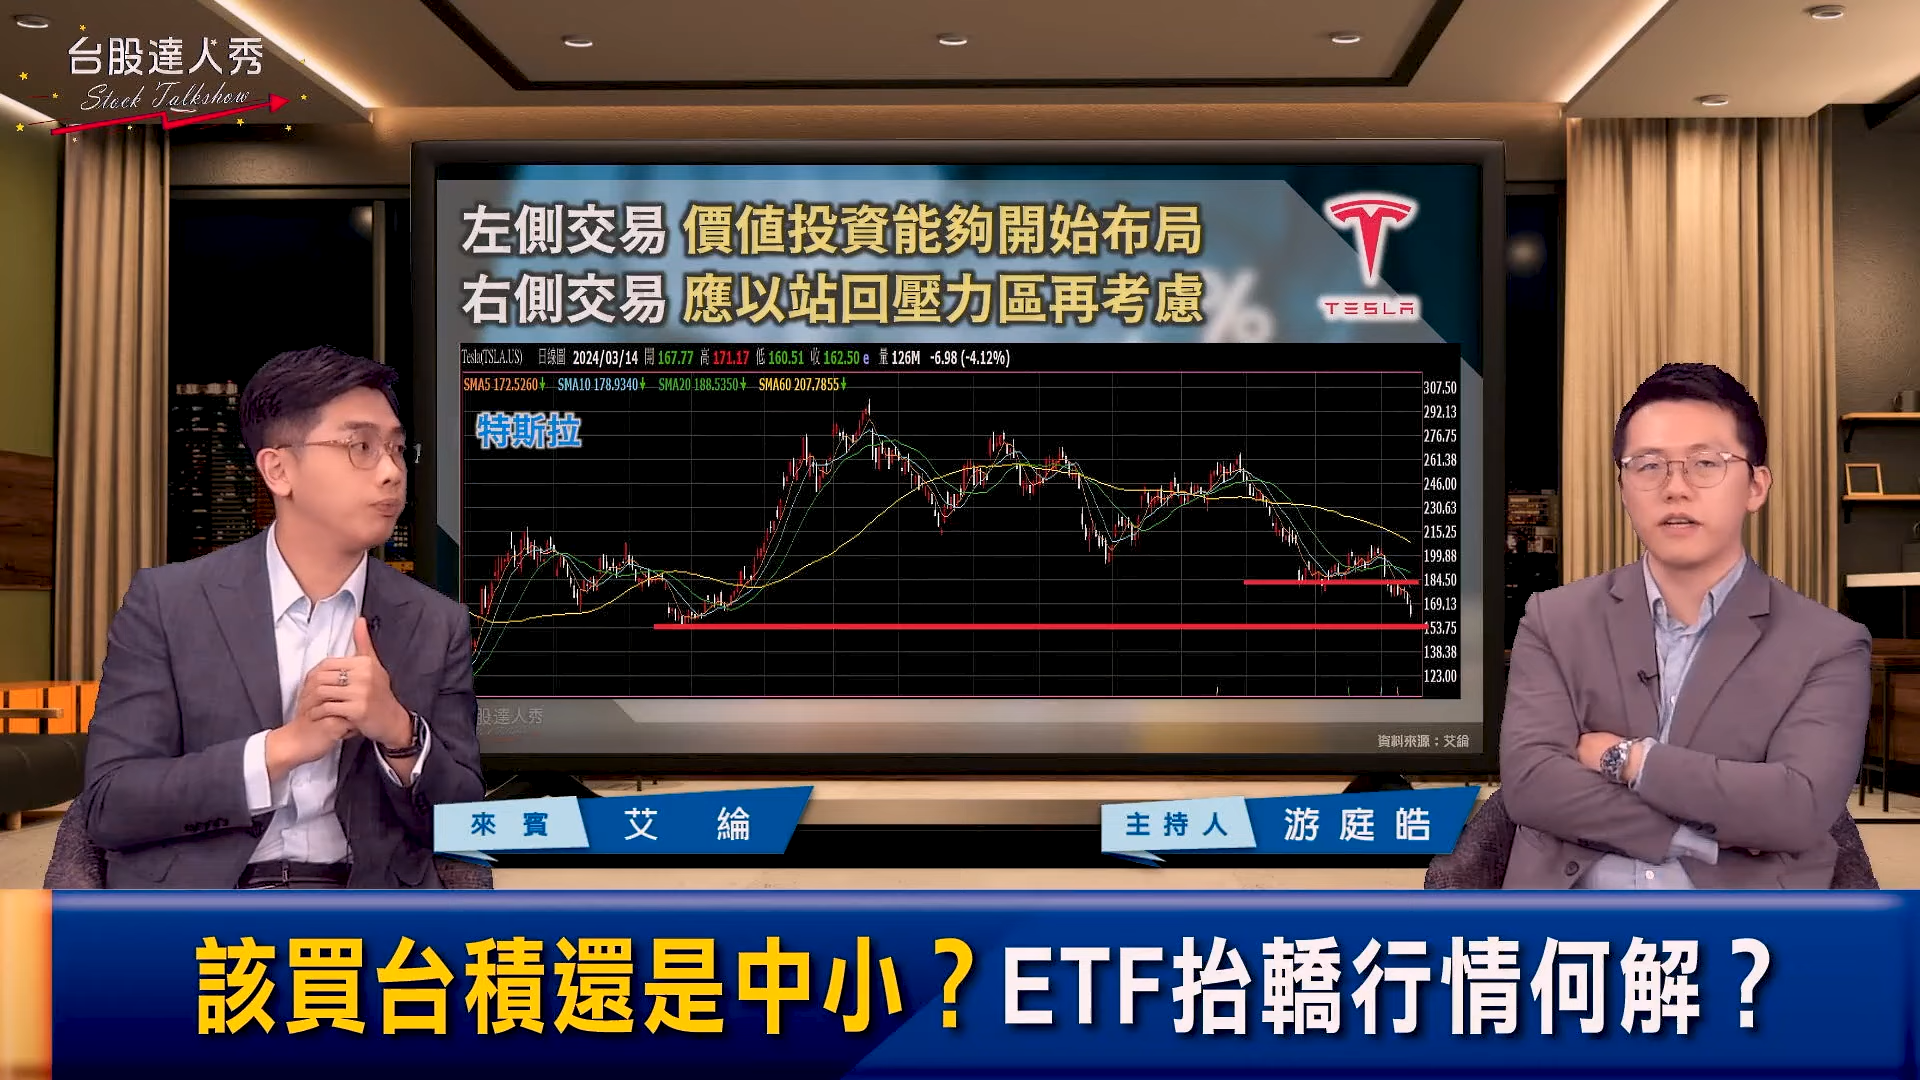 台股達人秀
Stock Talkshow
左側交易 價值投資能夠開始布局
右側交易 應以站回壓力區再考慮
%
TESLA
Tesla(TSLA.US) 日線圖 2024/03/14 開 167.77 高 171.17 低 160.51 收 162.50 e 量 126M -6.98 (-4.12%)
SMA5 172.5260↓ SMA10 178.9340↓ SMA20 188.5350↓ SMA60 207.7855↓
特斯拉
307.50
292.13
276.75
261.38
246.00
230.63
215.25
199.88
184.50
169.13
153.75
138.38
123.00
股達人秀
資料來源：艾綸
來賓 艾綸
主持人 游庭皓
該買台積還是中小？ETF抬轎行情何解？